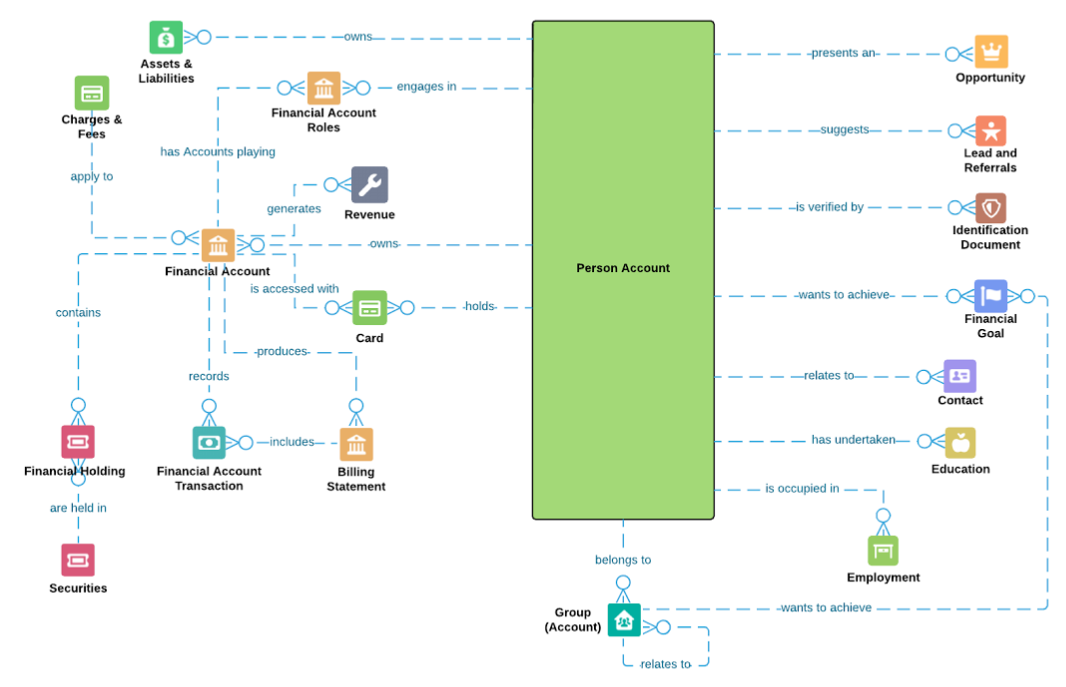 owns
Assets &
Liabilities
presents an
Opportunity
engages in
Financial Account
Roles
Charges &
Fees
suggests
Lead and
Referrals
has Accounts playing
apply to
generates
Revenue
is verified by
Identification
Document
owns
Financial Account
Person Account
is accessed with
Card
holds
wants to achieve
Financial
Goal
contains
produces
records
relates to
Contact
Financial Holding
Financial Account
Transaction
includes
Billing
Statement
has undertaken
Education
is occupied in
Employment
are held in
Securities
belongs to
Group
(Account)
wants to achieve
relates to